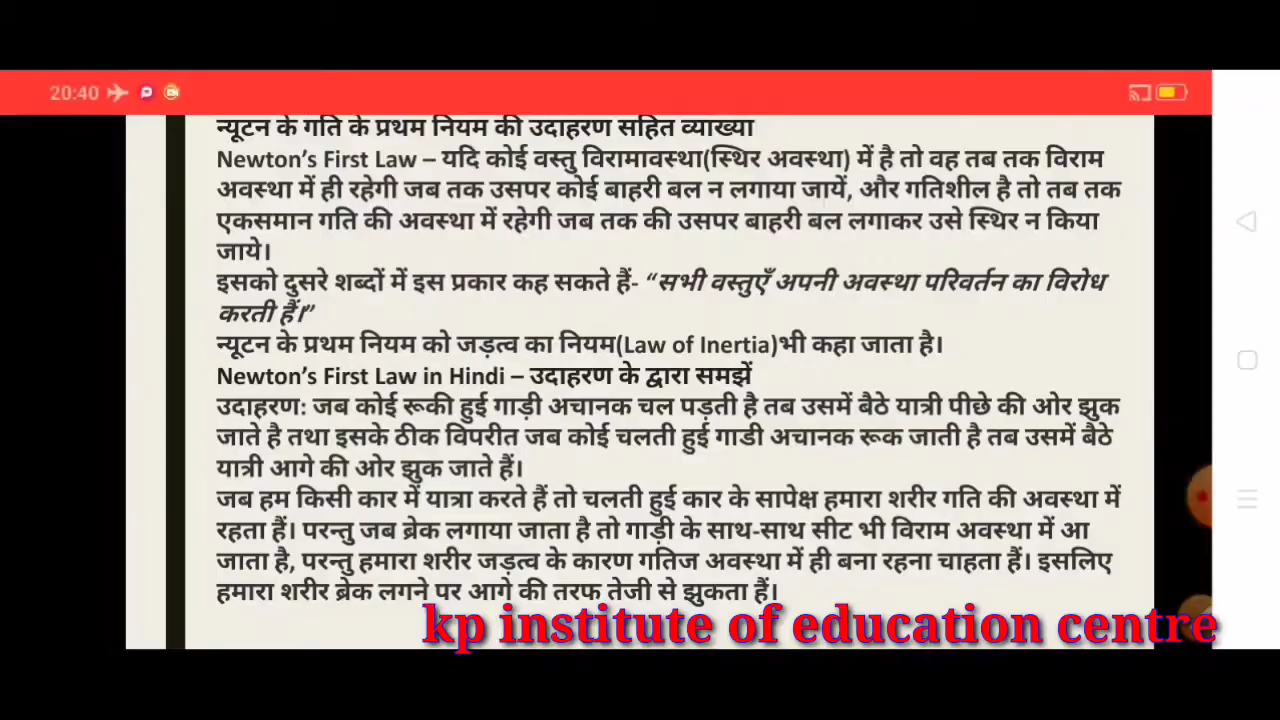 20:40
न्यूटन के गति के प्रथम नियम की उदाहरण सहित व्याख्या
Newton's First Law – यदि कोई वस्तु विरामावस्था(स्थिर अवस्था) में है तो वह तब तक विराम
अवस्था में ही रहेगी जब तक उसपर कोई बाहरी बल न लगाया जायें, और गतिशील है तो तब तक
एकसमान गति की अवस्था में रहेगी जब तक की उसपर बाहरी बल लगाकर उसे स्थिर न किया
जाये।
इसको दुसरे शब्दों में इस प्रकार कह सकते हैं- “सभी वस्तुएँ अपनी अवस्था परिवर्तन का विरोध
करती हैं।”
न्यूटन के प्रथम नियम को जड़त्व का नियम(Law of Inertia)भी कहा जाता है।
Newton's First Law in Hindi – उदाहरण के द्वारा समझें
उदाहरण: जब कोई रूकी हुई गाड़ी अचानक चल पड़ती है तब उसमें बैठे यात्री पीछे की ओर झुक
जाते है तथा इसके ठीक विपरीत जब कोई चलती हुई गाडी अचानक रूक जाती है तब उसमें बैठे
यात्री आगे की ओर झुक जाते हैं।
जब हम किसी कार में यात्रा करते हैं तो चलती हुई कार के सापेक्ष हमारा शरीर गति की अवस्था में
रहता हैं। परन्तु जब ब्रेक लगाया जाता है तो गाड़ी के साथ-साथ सीट भी विराम अवस्था में आ
जाता है, परन्तु हमारा शरीर जड़त्व के कारण गतिज अवस्था में ही बना रहना चाहता हैं। इसलिए
हमारा शरीर ब्रेक लगने पर आगे की तरफ तेजी से झुकता हैं।
kp institute of education centre